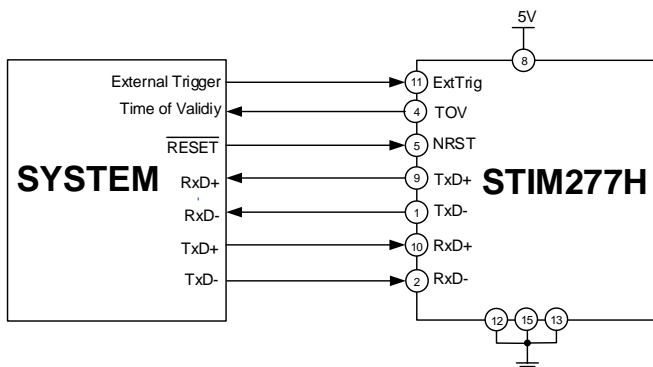 5V
8
External Trigger 11 ExtTrig
Time of Validiy 4 TOV
RESET 5 NRST
SYSTEM STIM277H
RxD+ 9 TxD+
RxD- 1 TxD-
TxD+ 10 RxD+
TxD- 2 RxD-
12 15 13